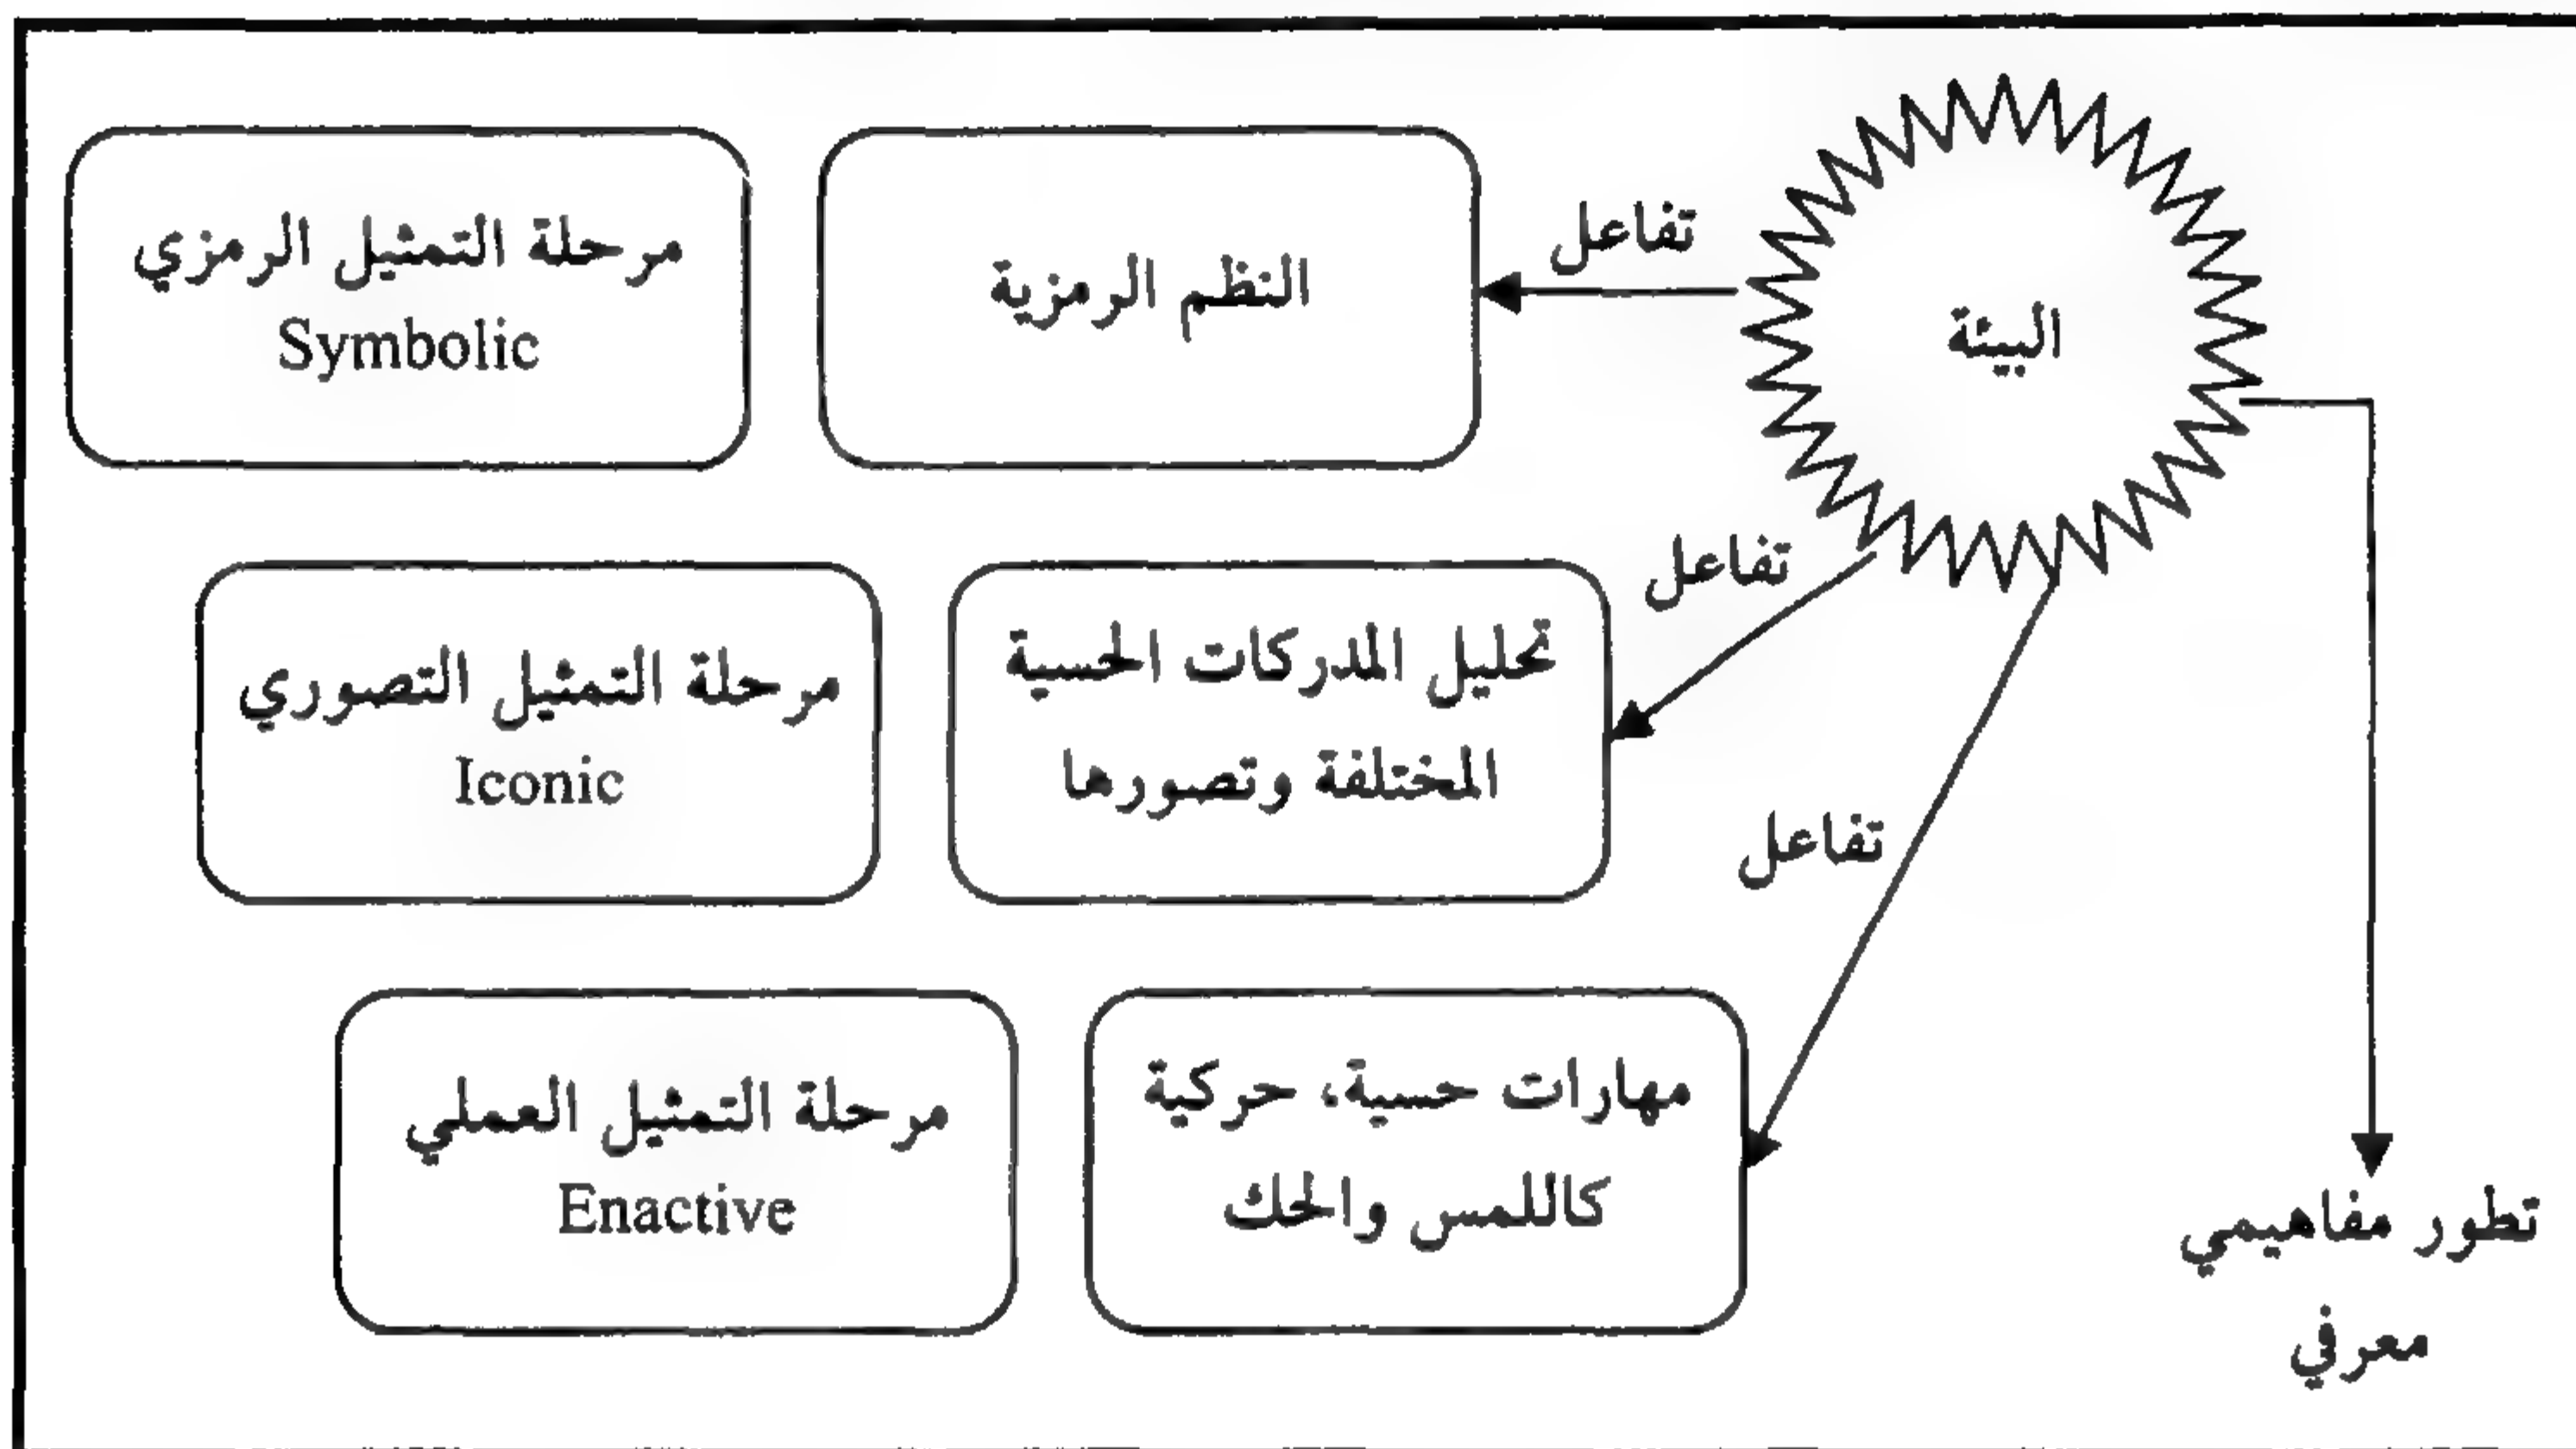 البيئة
تفاعل
النظم الرمزية
مرحلة التمثيل الرمزي
Symbolic
تفاعل
تحليل المدركات الحسية
المختلفة وتصورها
مرحلة التمثيل التصوري
Iconic
تفاعل
مهارات حسية، حركية
كاللمس والحك
مرحلة التمثيل العملي
Enactive
تطور مفاهيمي
معرفي